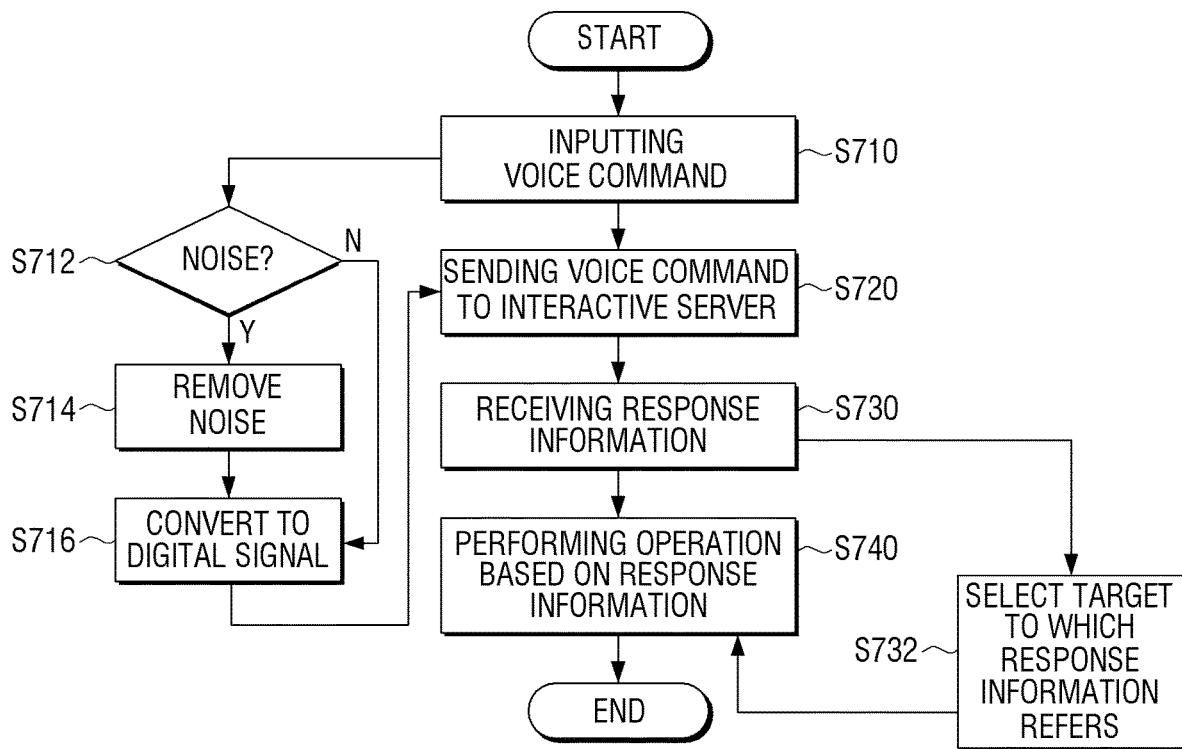 START
INPUTTING
VOICE COMMAND
S710
S712
NOISE?
N
Y
SENDING VOICE COMMAND
TO INTERACTIVE SERVER
S720
S714
REMOVE
NOISE
RECEIVING RESPONSE
INFORMATION
S730
S716
CONVERT TO
DIGITAL SIGNAL
PERFORMING OPERATION
BASED ON RESPONSE
INFORMATION
S740
S732
SELECT TARGET
TO WHICH
RESPONSE
INFORMATION
REFERS
END